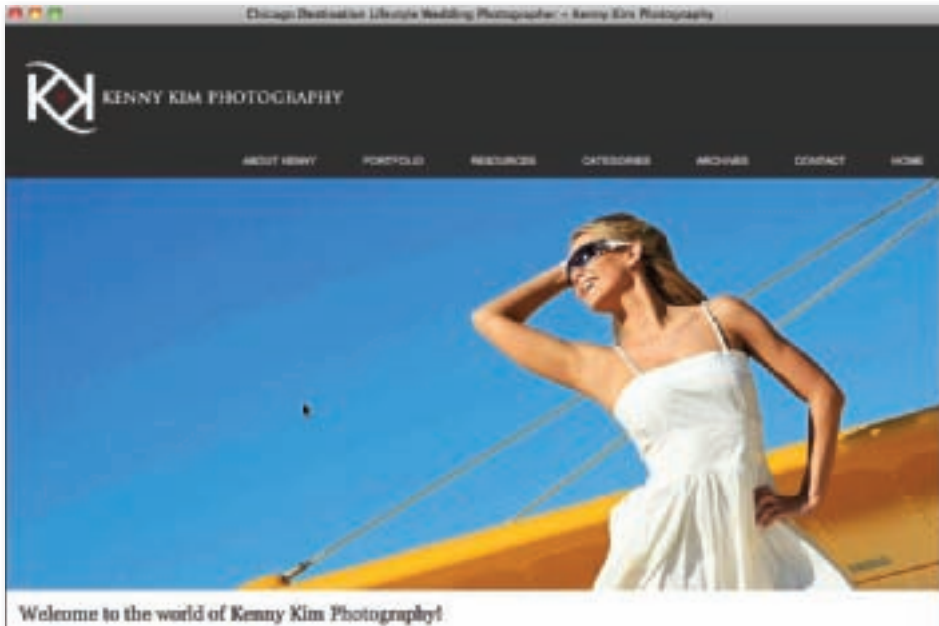 Chicago Destination Lifestyle Wedding Photographer – Kenny Kim Photography
KK KENNY KIM PHOTOGRAPHY
ABOUT KENNY PORTFOLIO RESOURCES CATEGORIES ARCHIVES CONTACT HOME
Welcome to the world of Kenny Kim Photography!